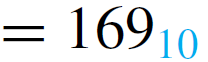 = 169₁₀